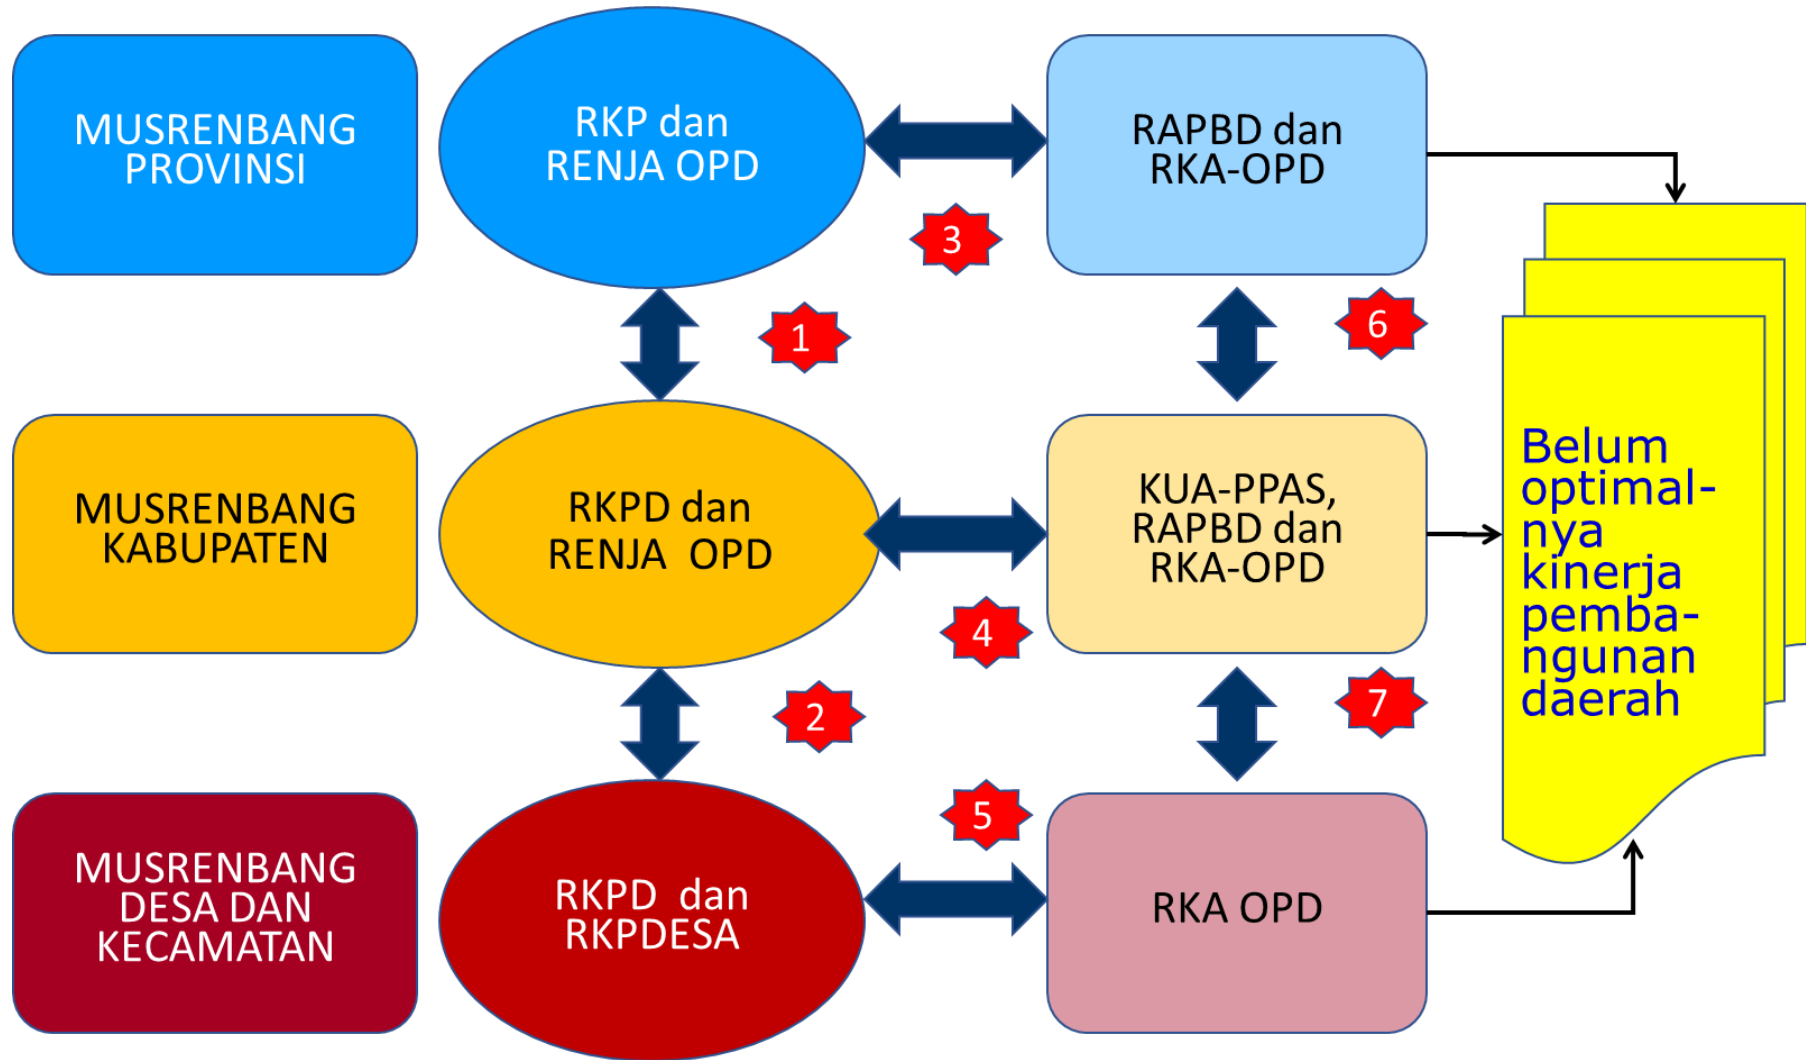 MUSRENBANG
PROVINSI
RKP dan
RENJA OPD
RAPBD dan
RKA-OPD
3
1
6
MUSRENBANG
KABUPATEN
RKPD dan
RENJA  OPD
KUA-PPAS,
RAPBD dan
RKA-OPD
Belum
optimal-
nya
kinerja
pemba-
ngunan
daerah
4
2
7
5
MUSRENBANG
DESA DAN
KECAMATAN
RKPD  dan
RKPDESA
RKA OPD